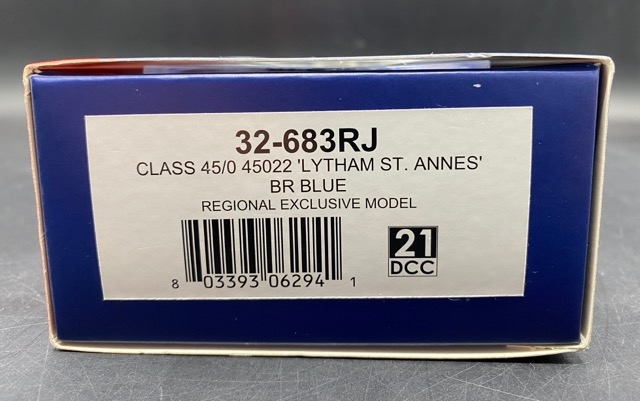 32-683RJ
CLASS 45/0 45022 'LYTHAM ST. ANNES'
BR BLUE
REGIONAL EXCLUSIVE MODEL
21
DCC
8 03393 06294 1